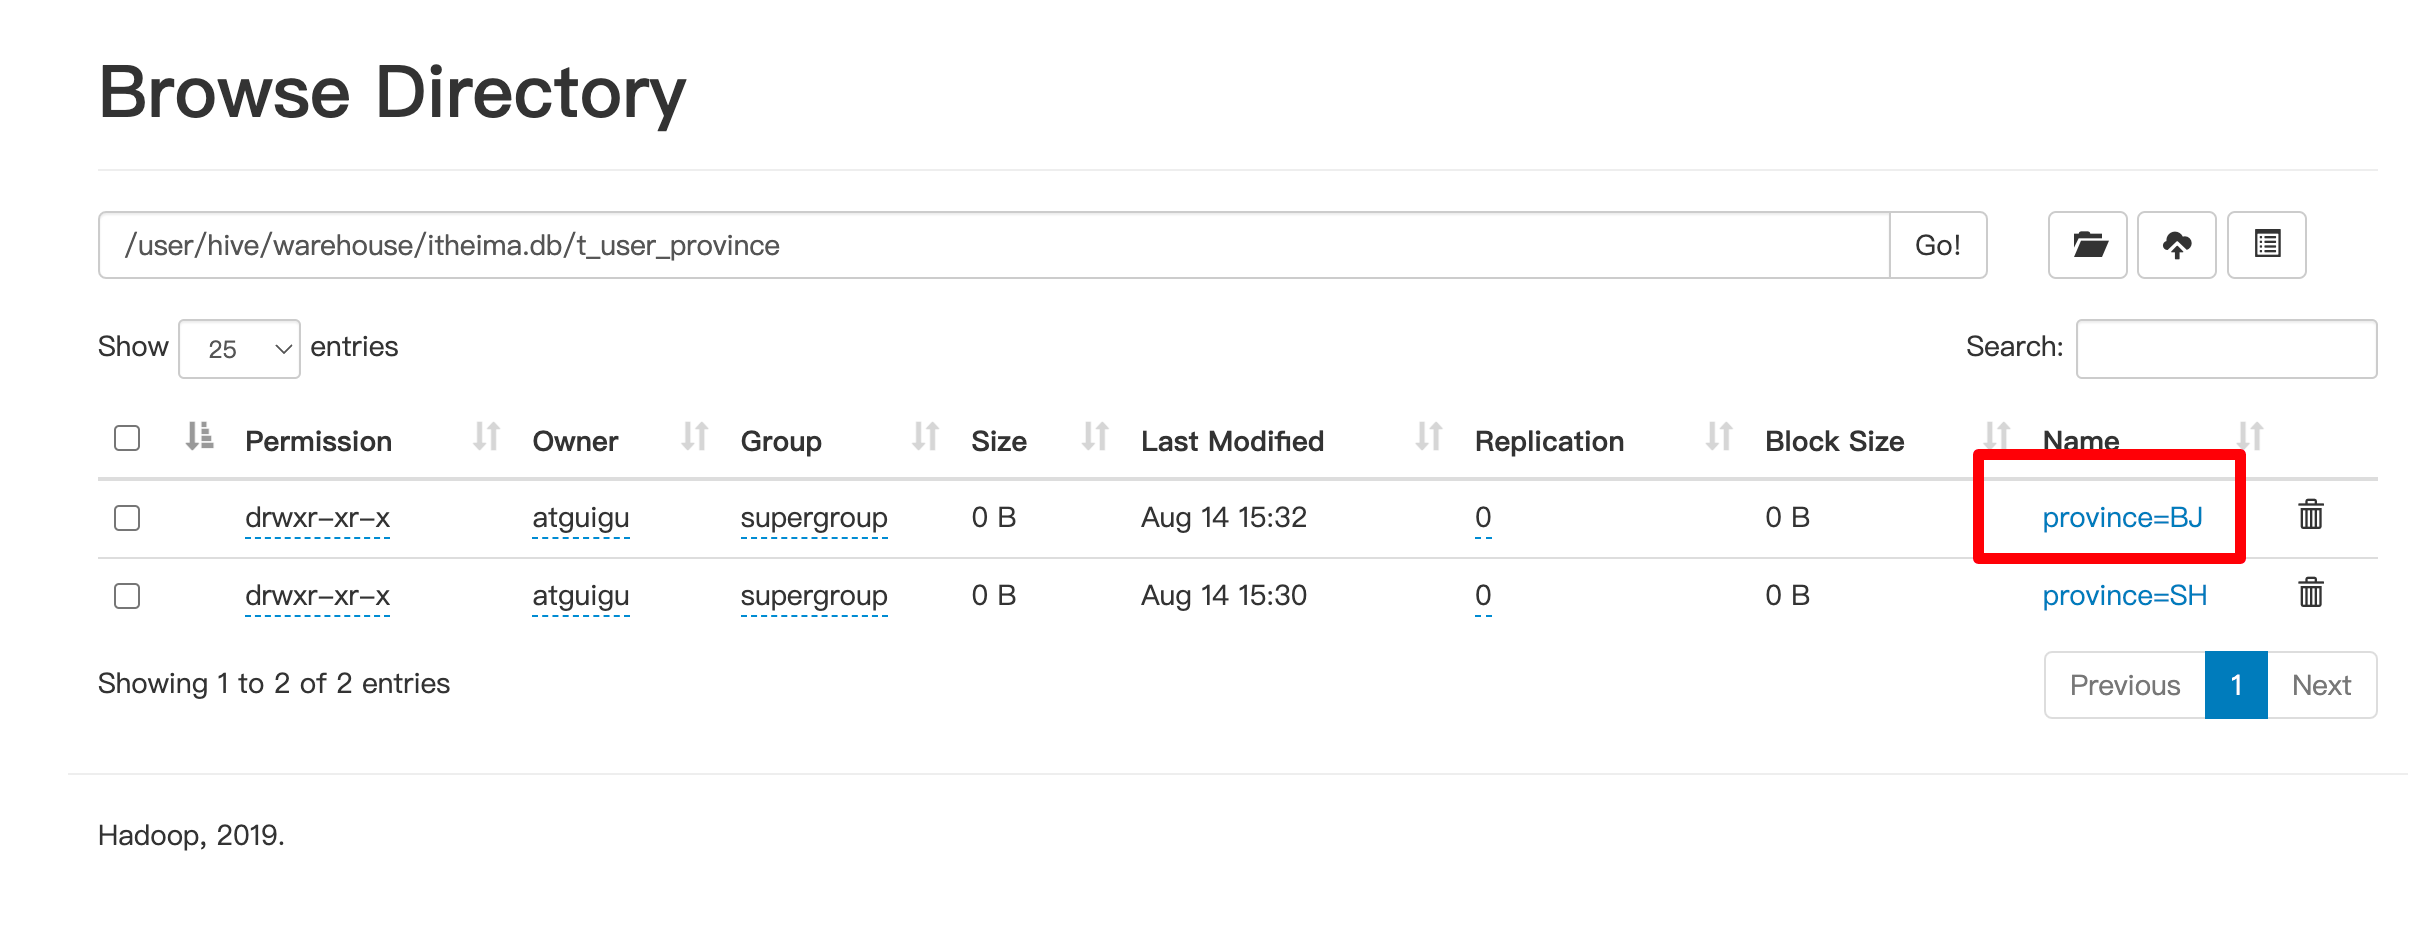 Browse Directory
/user/hive/warehouse/itheima.db/t_user_province Go!
Show 25 entries Search:
Permission Owner Group Size Last Modified Replication Block Size Name
drwxr-xr-x atguigu supergroup 0 B Aug 14 15:32 0 0 B province=BJ
drwxr-xr-x atguigu supergroup 0 B Aug 14 15:30 0 0 B province=SH
Showing 1 to 2 of 2 entries Previous 1 Next
Hadoop, 2019.